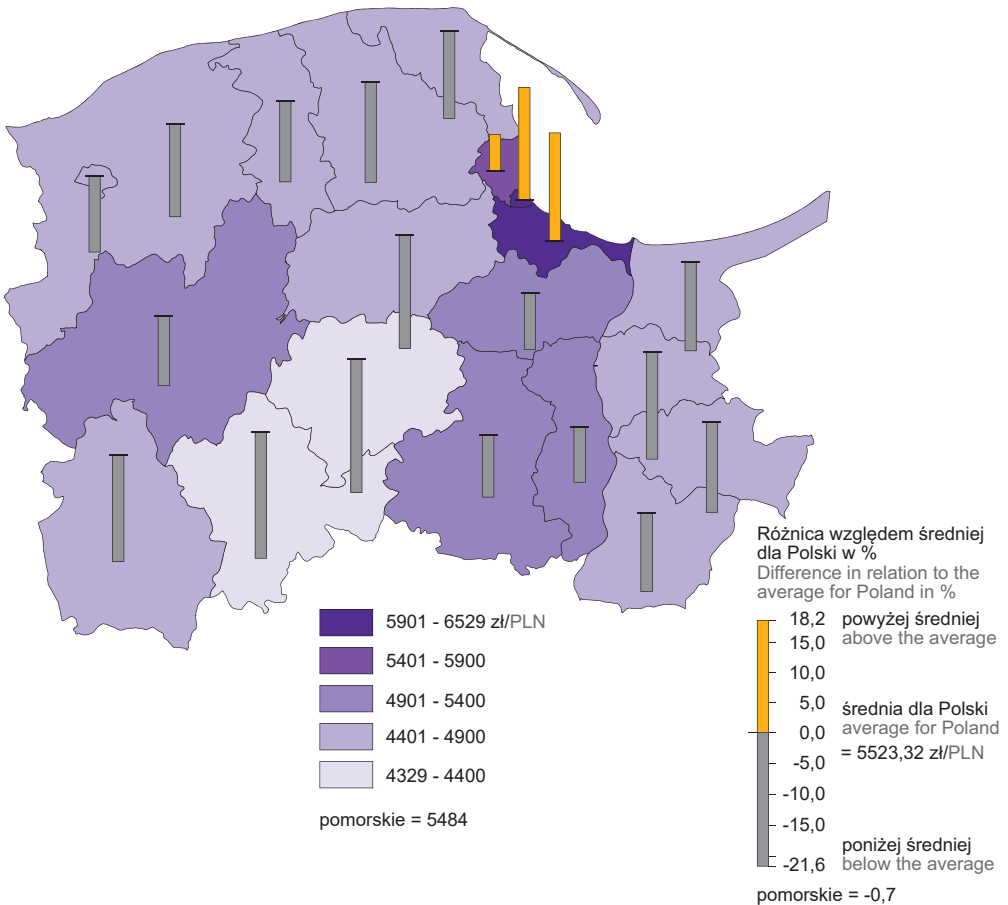 5901 - 6529 zł/PLN
5401 - 5900
4901 - 5400
4401 - 4900
4329 - 4400
pomorskie = 5484
Różnica względem średniej
dla Polski w %
Difference in relation to the
average for Poland in %
18,2
powyżej średniej
15,0
above the average
10,0
5,0
średnia dla Polski
0,0
average for Poland
= 5523,32 zł/PLN
-5,0
-10,0
-15,0
poniżej średniej
-21,6
below the average
pomorskie = -0,7